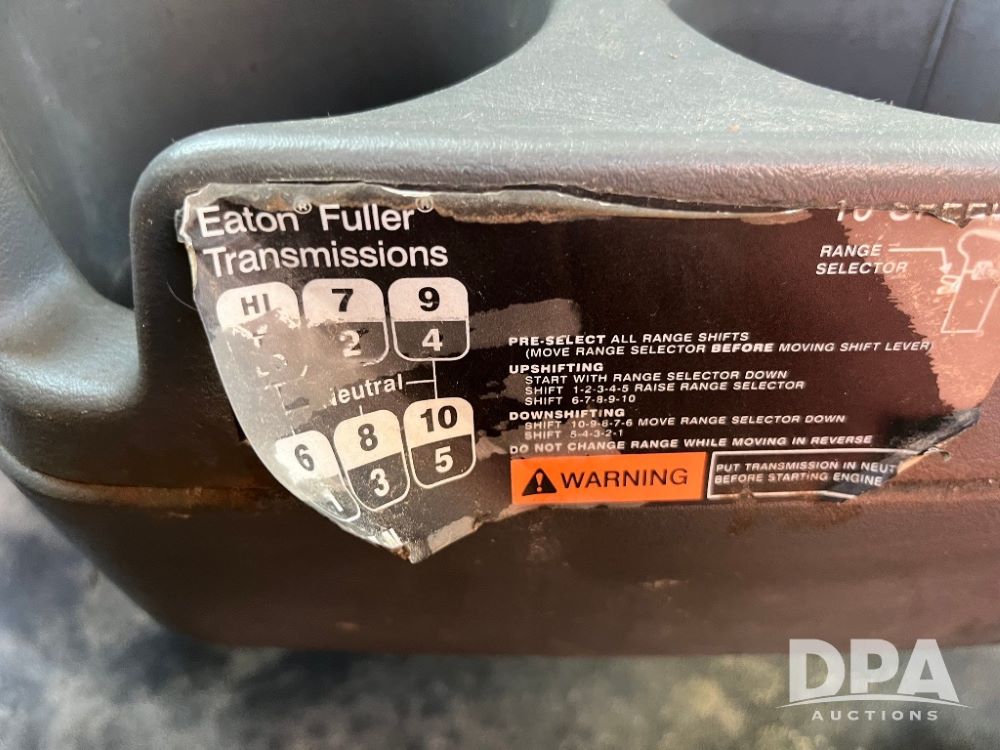 Eaton® Fuller®
Transmissions
10 SPEED
RANGE
SELECTOR
HI 7 9
2 4
Neutral
6 8 10
1 3 5
PRE-SELECT ALL RANGE SHIFTS
(MOVE RANGE SELECTOR BEFORE MOVING SHIFT LEVER)
UPSHIFTING
START WITH RANGE SELECTOR DOWN
SHIFT 1-2-3-4-5 RAISE RANGE SELECTOR
SHIFT 6-7-8-9-10
DOWNSHIFTING
SHIFT 10-9-8-7-6 MOVE RANGE SELECTOR DOWN
SHIFT 5-4-3-2-1
DO NOT CHANGE RANGE WHILE MOVING IN REVERSE
WARNING
PUT TRANSMISSION IN NEUT
BEFORE STARTING ENGINE
DPA
AUCTIONS